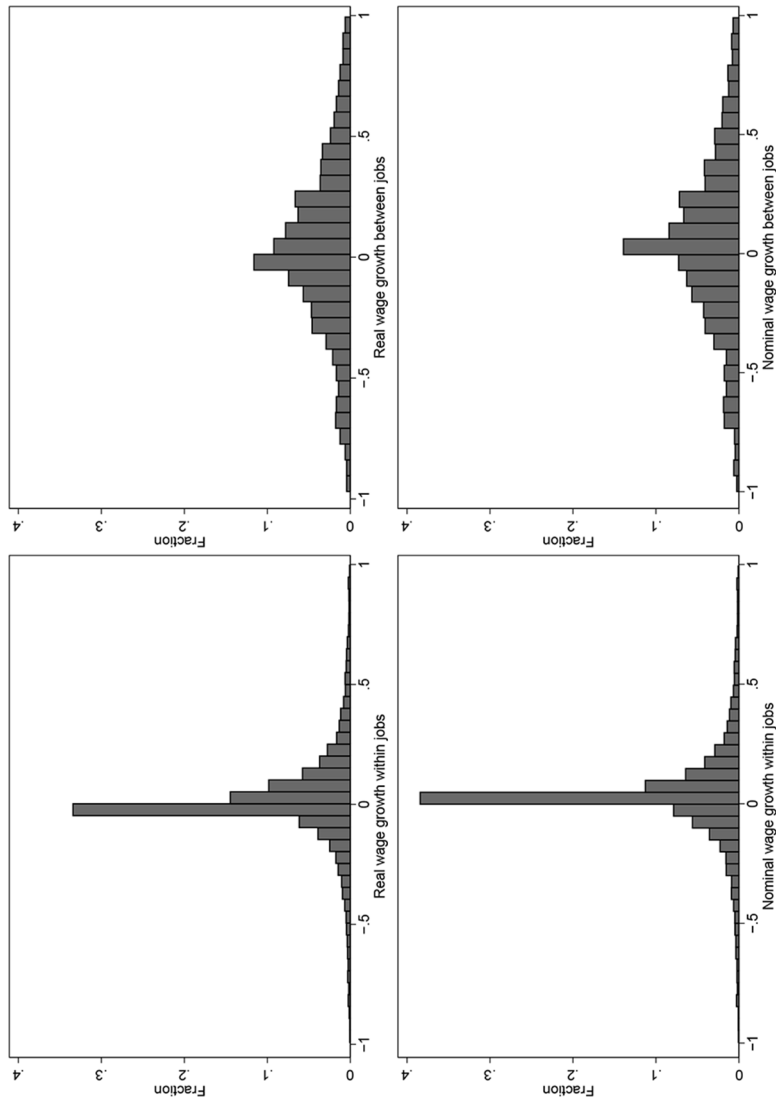 Fraction
.4
.3
.2
.1
0
-1 -.5 0 .5 1
Real wage growth within jobs
Fraction
.4
.3
.2
.1
0
-1 -.5 0 .5 1
Real wage growth between jobs
Fraction
.4
.3
.2
.1
0
-1 -.5 0 .5 1
Nominal wage growth within jobs
Fraction
.4
.3
.2
.1
0
-1 -.5 0 .5 1
Nominal wage growth between jobs